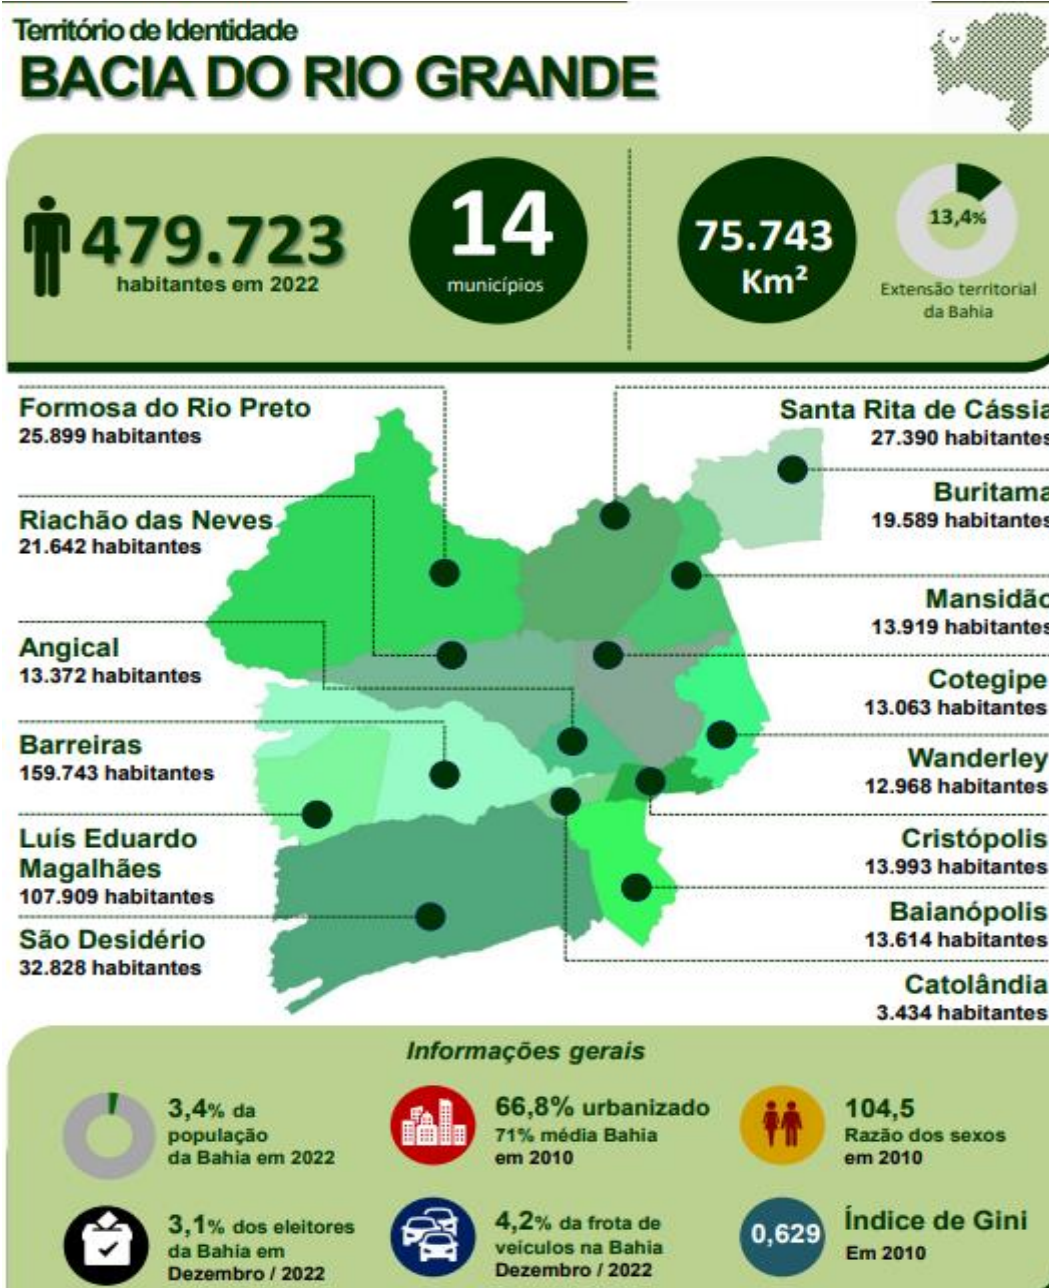 Território de Identidade
BACIA DO RIO GRANDE
479.723
habitantes em 2022
14
municípios
75.743
Km²
13,4%
Extensão territorial
da Bahia
Formosa do Rio Preto
25.899 habitantes
Riachão das Neves
21.642 habitantes
Angical
13.372 habitantes
Barreiras
159.743 habitantes
Luís Eduardo
Magalhães
107.909 habitantes
São Desidério
32.828 habitantes
Santa Rita de Cássia
27.390 habitantes
Buritama
19.589 habitantes
Mansidão
13.919 habitantes
Cotegipe
13.063 habitantes
Wanderley
12.968 habitantes
Cristópolis
13.993 habitantes
Baianópolis
13.614 habitantes
Catolândia
3.434 habitantes
Informações gerais
3,4% da
população
da Bahia em 2022
66,8% urbanizado
71% média Bahia
em 2010
104,5
Razão dos sexos
em 2010
3,1% dos eleitores
da Bahia em
Dezembro / 2022
4,2% da frota de
veículos na Bahia
Dezembro / 2022
0,629
Índice de Gini
Em 2010